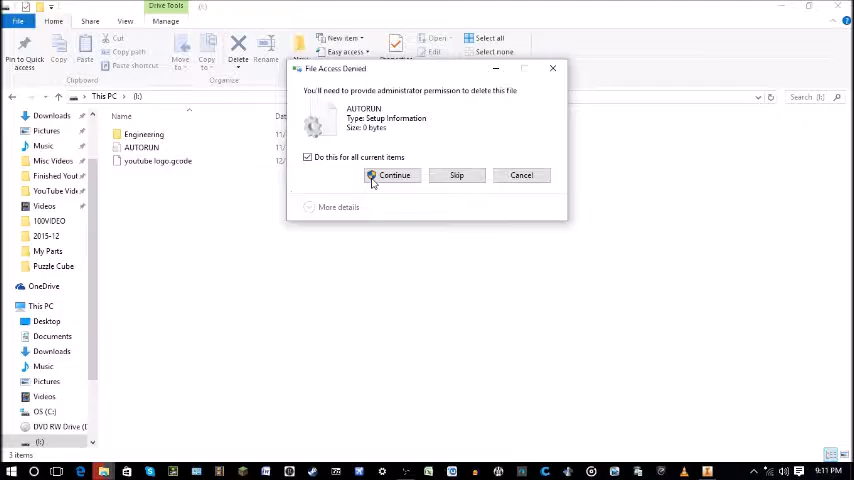 Drive Tools
(I:)
File
Home
Share
View
Manage
Pin to Quick access
Copy
Paste
Cut
Copy path
Paste shortcut
Clipboard
Copy to
Delete
Rename
Organize
New item
Easy access
Open
Edit
Select all
Select none
This PC
(I:)
Search (I:)
Name
Engineering
AUTORUN
youtube logo.gcode
Downloads
Pictures
Music
Misc Videos
Finished Yout
YouTube Vide
Videos
100VIDEO
2015-12
My Parts
Puzzle Cube
OneDrive
This PC
Desktop
Documents
Downloads
Music
Pictures
Videos
OS (C:)
DVD RW Drive (I
(I:)
3 items
File Access Denied
You'll need to provide administrator permission to delete this file
AUTORUN
Type: Setup Information
Size: 0 bytes
Do this for all current items
Continue
Skip
Cancel
More details
9:11 PM